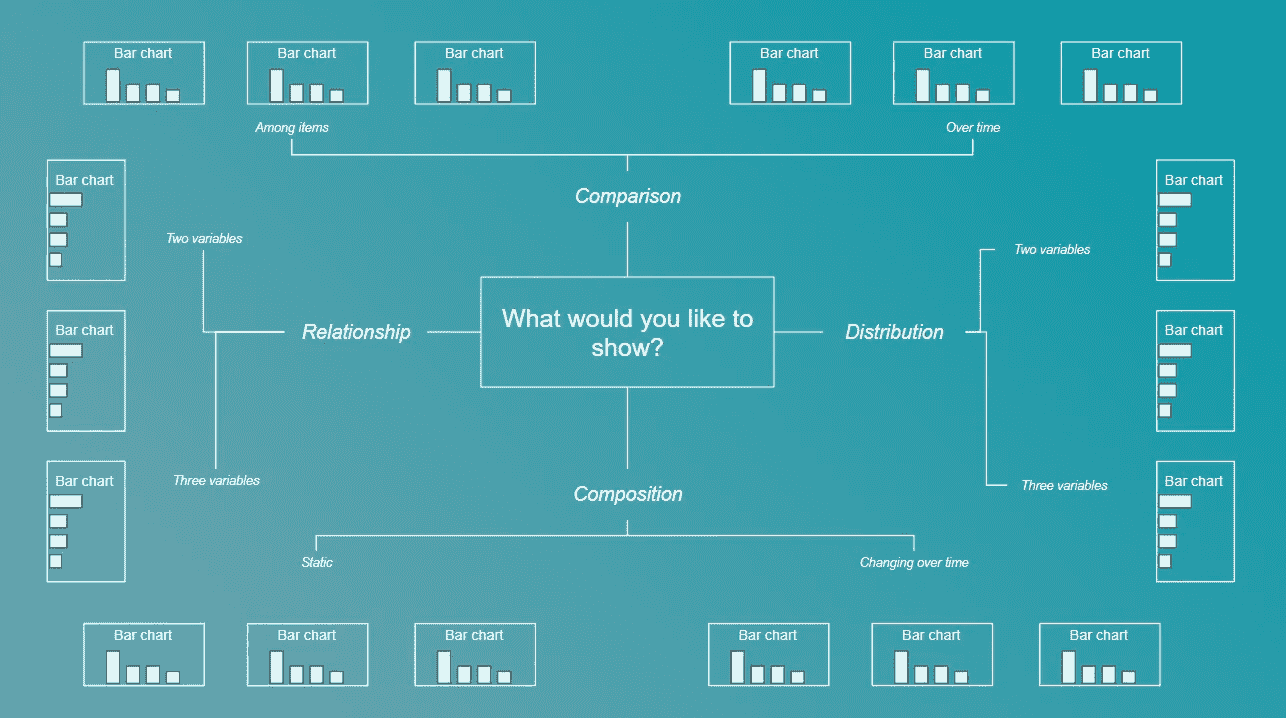 Bar chart
Bar chart
Bar chart
Bar chart
Bar chart
Bar chart
Among items
Over time
Comparison
Bar chart
Bar chart
Two variables
Two variables
What would you like to
show?
Relationship
Distribution
Bar chart
Bar chart
Bar chart
Bar chart
Three variables
Three variables
Composition
Static
Changing over time
Bar chart
Bar chart
Bar chart
Bar chart
Bar chart
Bar chart